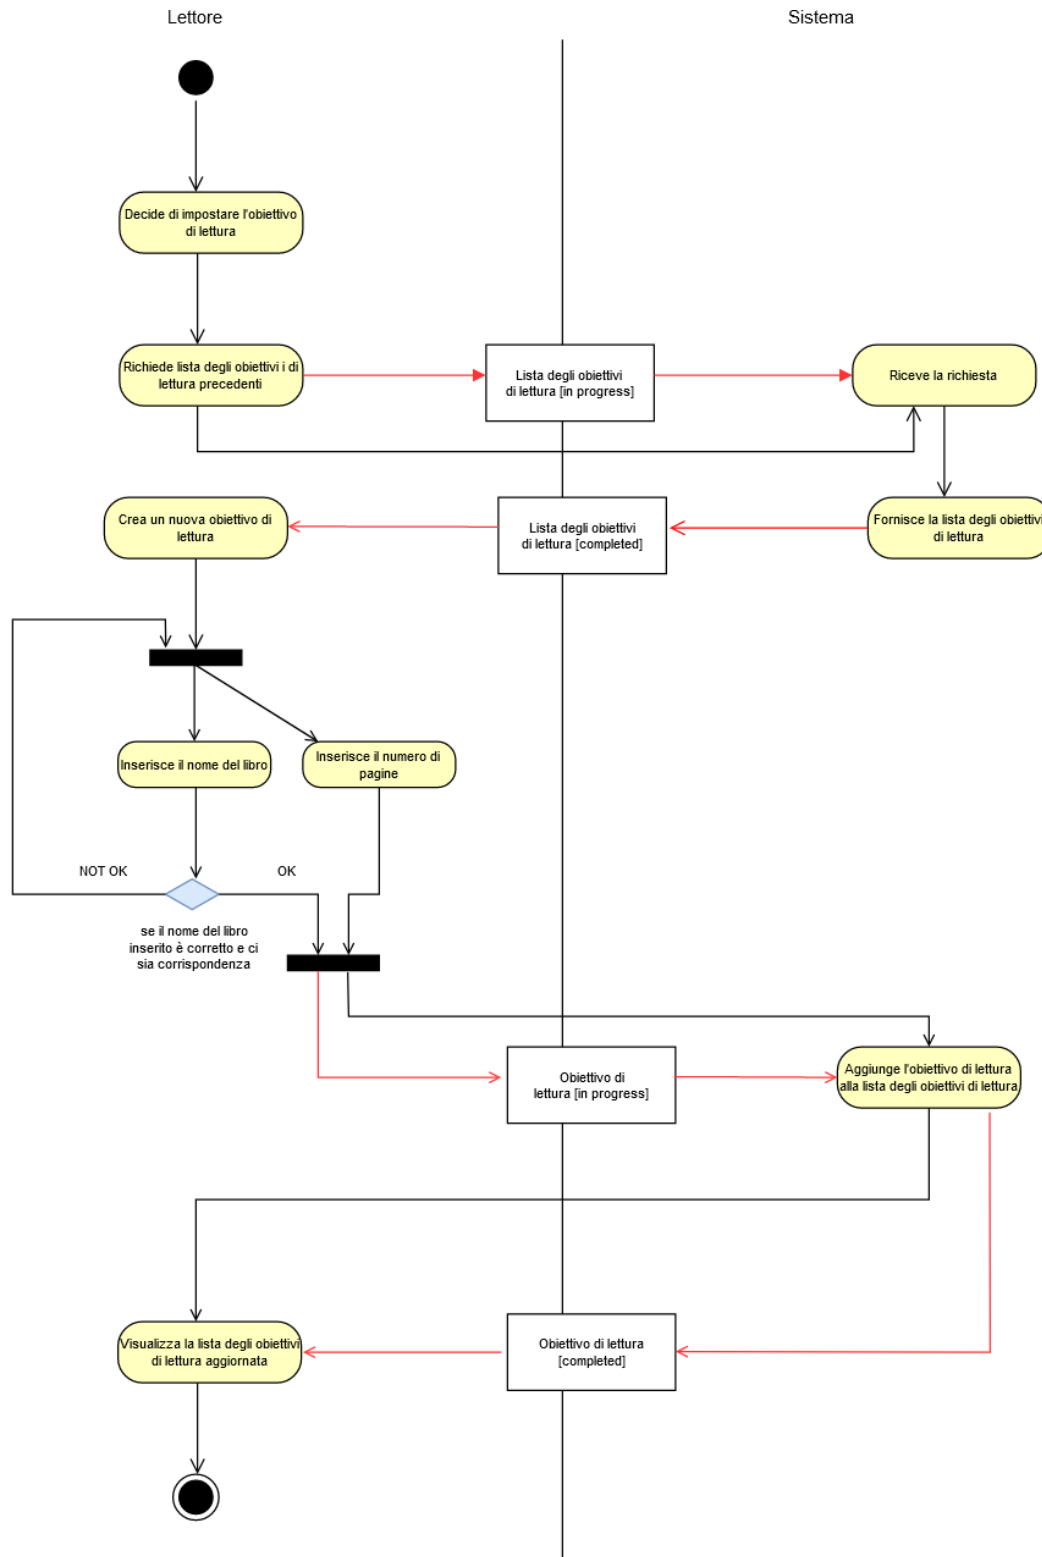 Lettore
Sistema
Decide di impostare l'obiettivo
di lettura
Richiede lista degli obiettivi i di
lettura precedenti
Lista degli obiettivi
di lettura [in progress]
Riceve la richiesta
Crea un nuova obiettivo di
lettura
Lista degli obiettivi
di lettura [completed]
Fornisce la lista degli obiettivi
di lettura
Inserisce il nome del libro
Inserisce il numero di
pagine
NOT OK
OK
se il nome del libro
inserito è corretto e ci
sia corrispondenza
Obiettivo di
lettura [in progress]
Aggiunge l'obiettivo di lettura
alla lista degli obiettivi di lettura
Visualizza la lista degli obiettivi
di lettura aggiornata
Obiettivo di lettura
[completed]